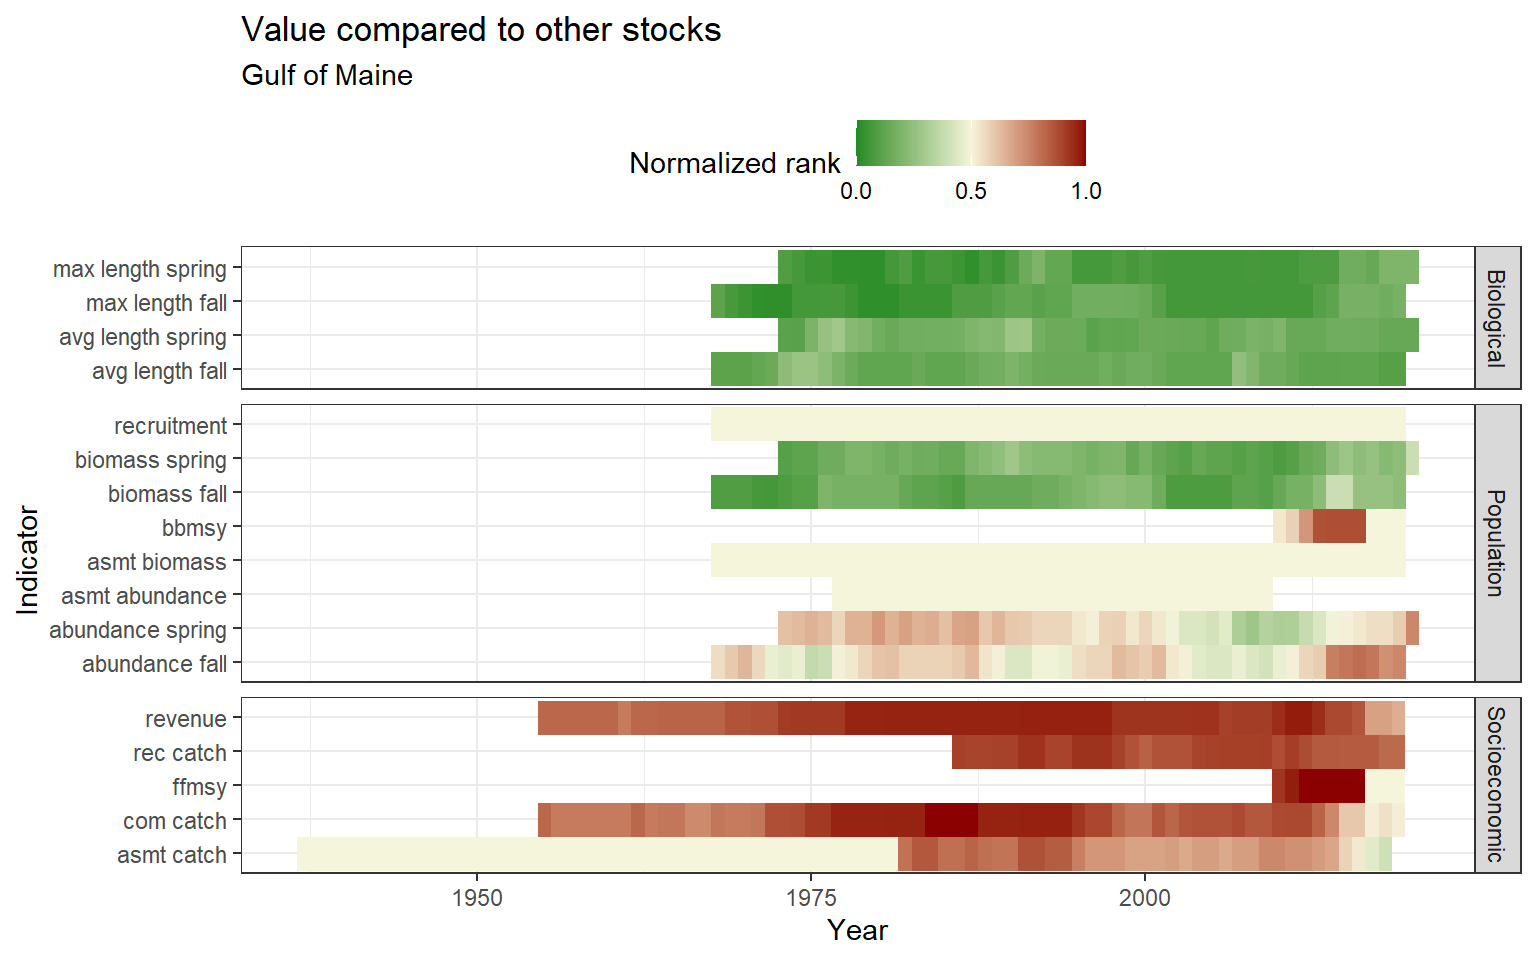 Value compared to other stocks
Gulf of Maine
Normalized rank
0.0 0.5 1.0
Indicator
max length spring
max length fall
avg length spring
avg length fall
Biological
recruitment
biomass spring
biomass fall
bbmsy
asmt biomass
asmt abundance
abundance spring
abundance fall
Population
revenue
rec catch
ffmsy
com catch
asmt catch
Socioeconomic
1950 1975 2000
Year